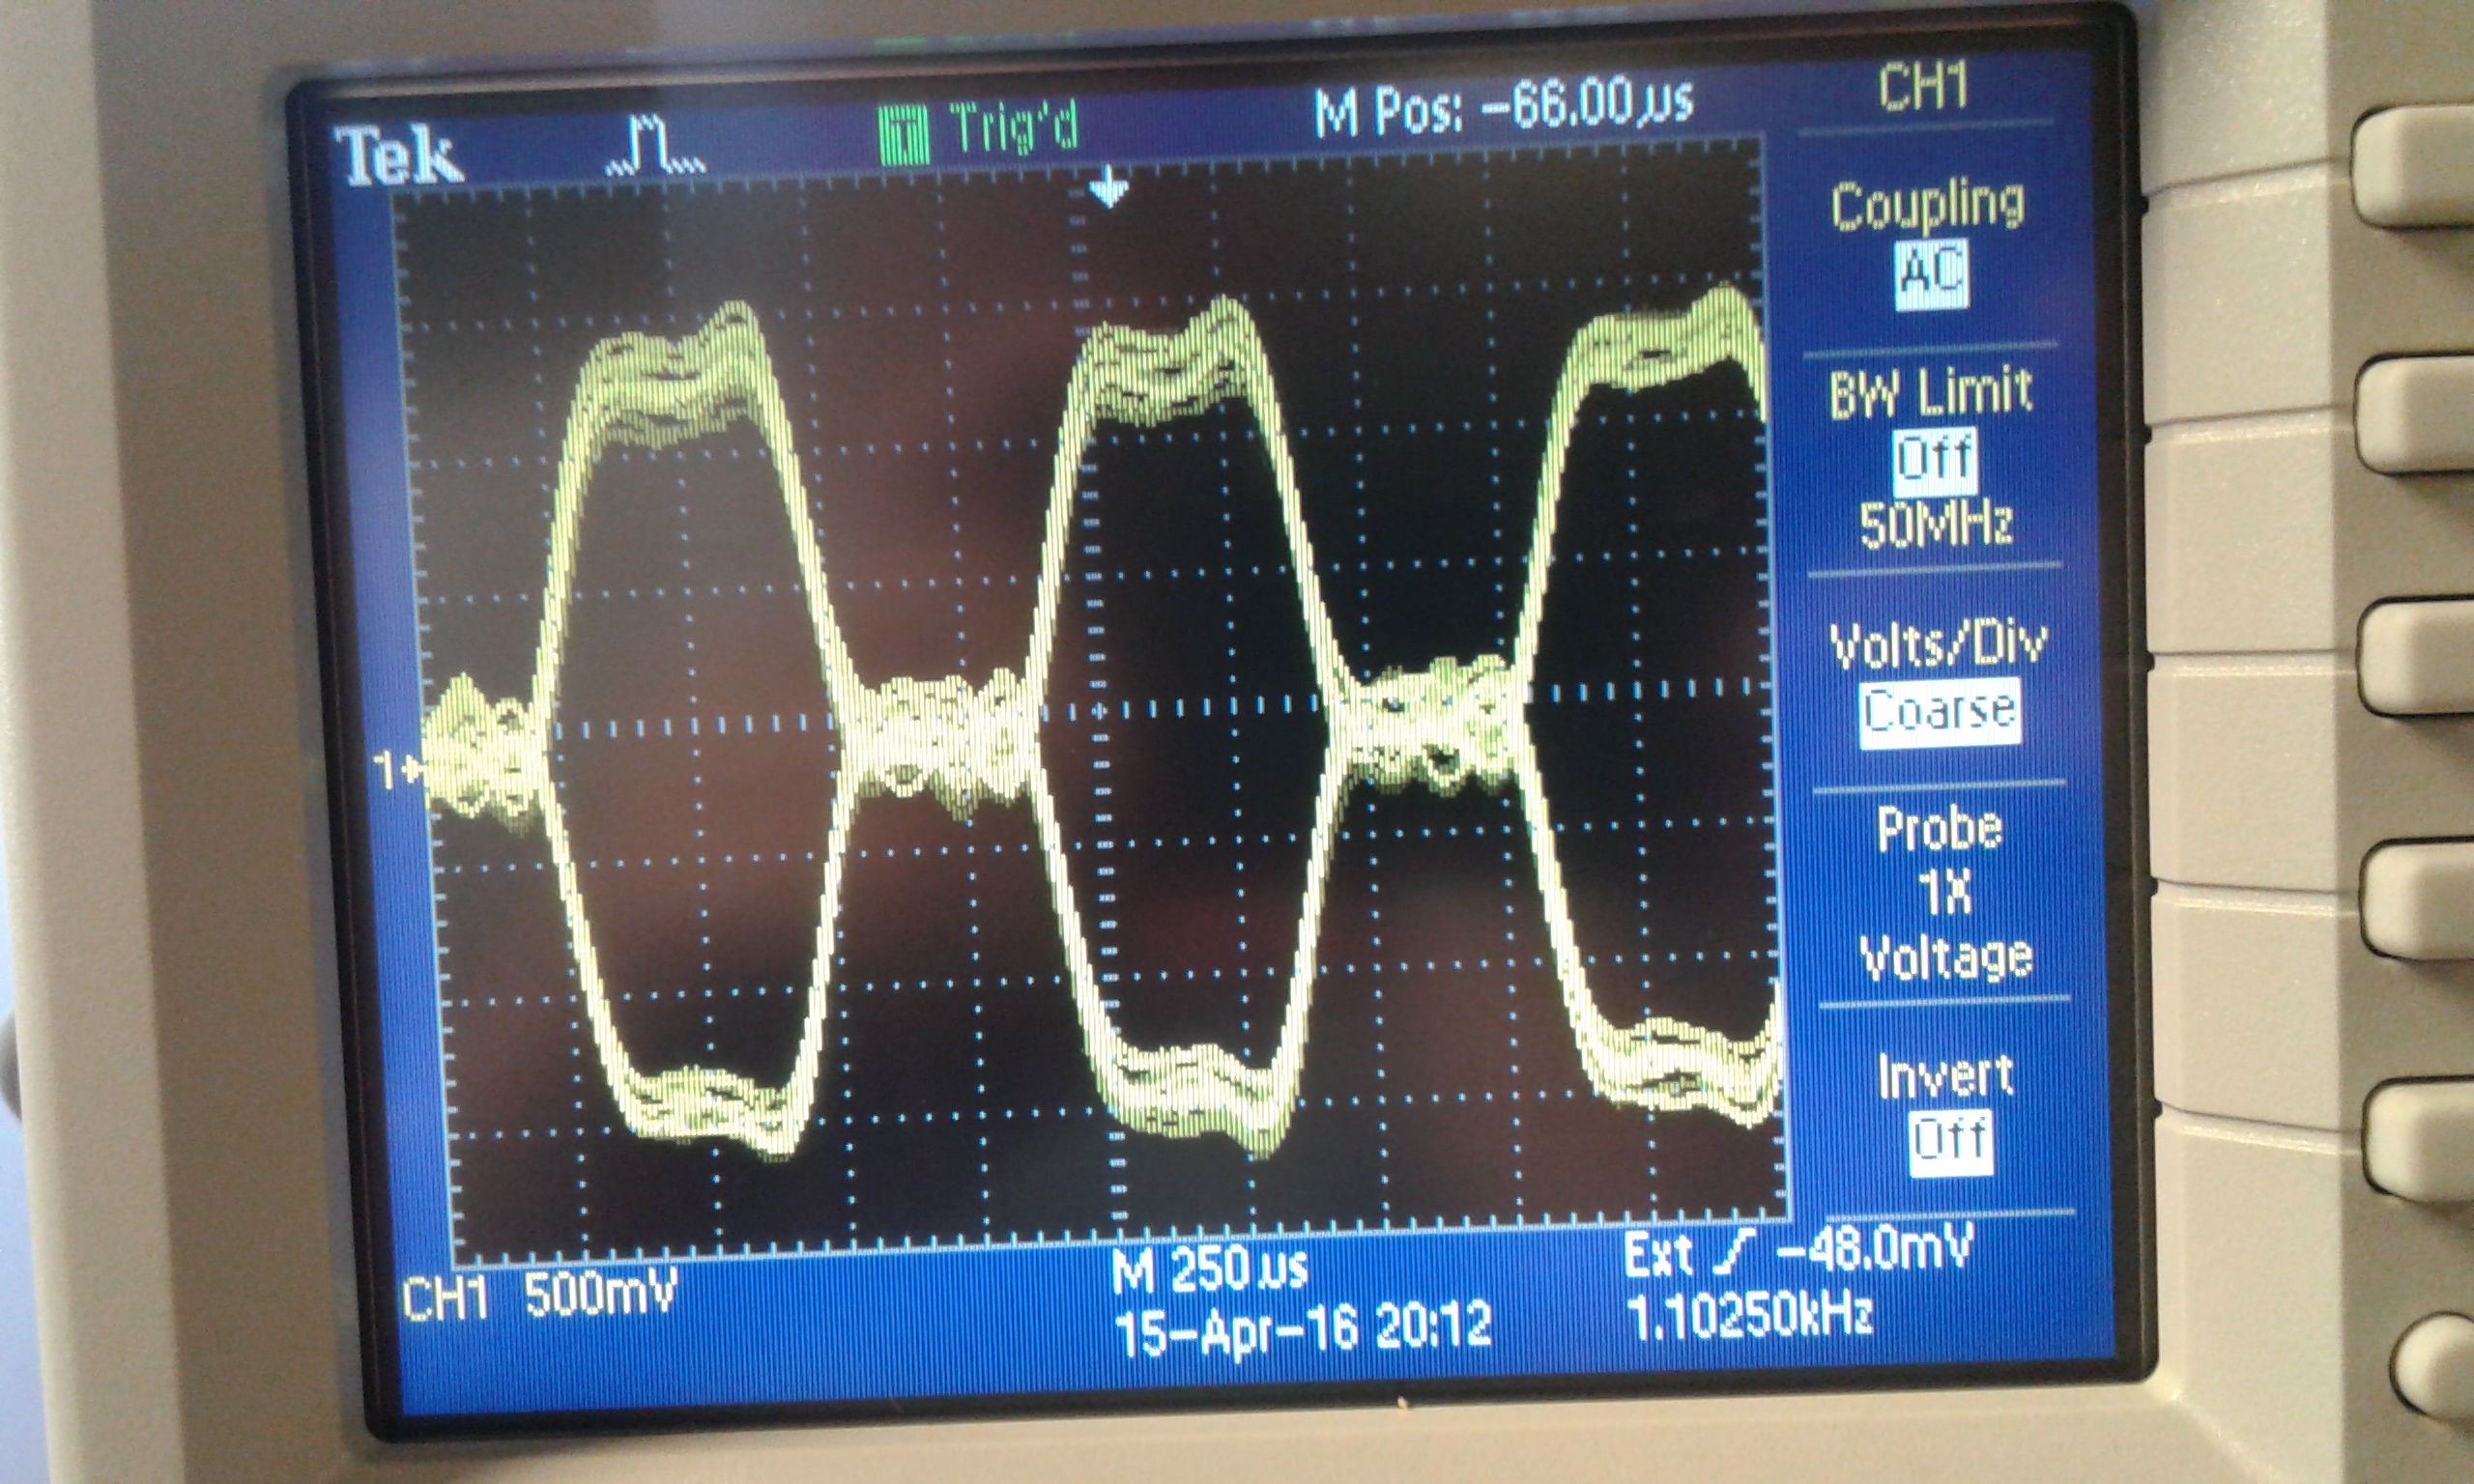 Tek T Trig'd M Pos: -66.00µs CH1
Coupling
AC
BW Limit
Off
50MHz
Volts/Div
Coarse
1
Probe
1X
Voltage
Invert
Off
CH1 500mV M 250µs Ext -48.0mV
15-Apr-16 20:12 1.10250kHz